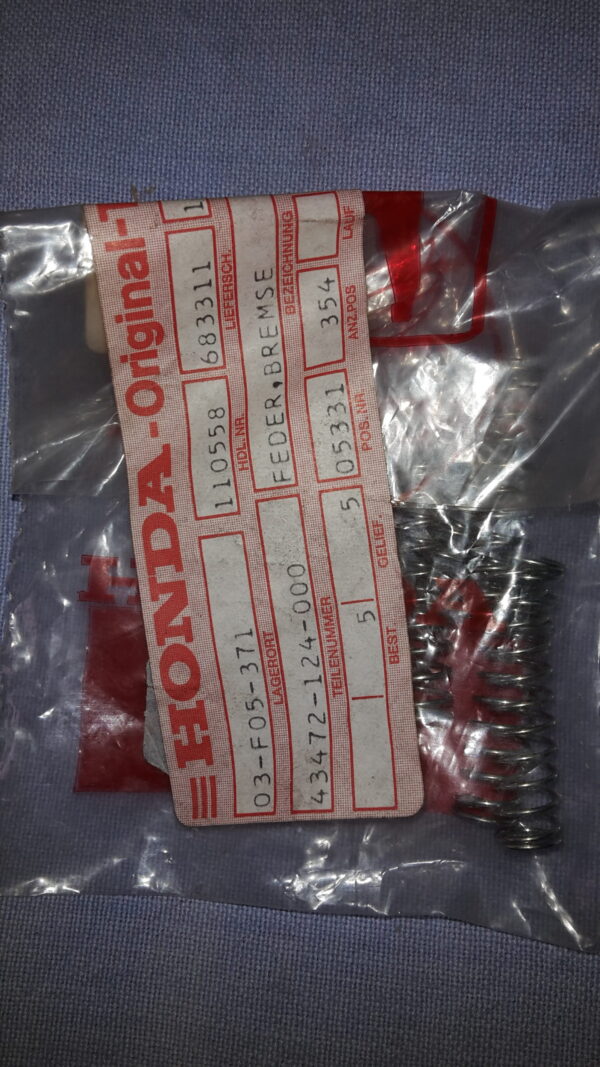 HONDA-Original-T
110558 683311 1
HDL.NR. LIEFERSCH.
03-F05-371 FEDER,BREMSE
LAGERORT BEZEICHNUNG
43472-124-000 05331 354
TEILENUMMER POS.-NR. ANZ.POS LAUF
5 5
BEST. GELIEF.